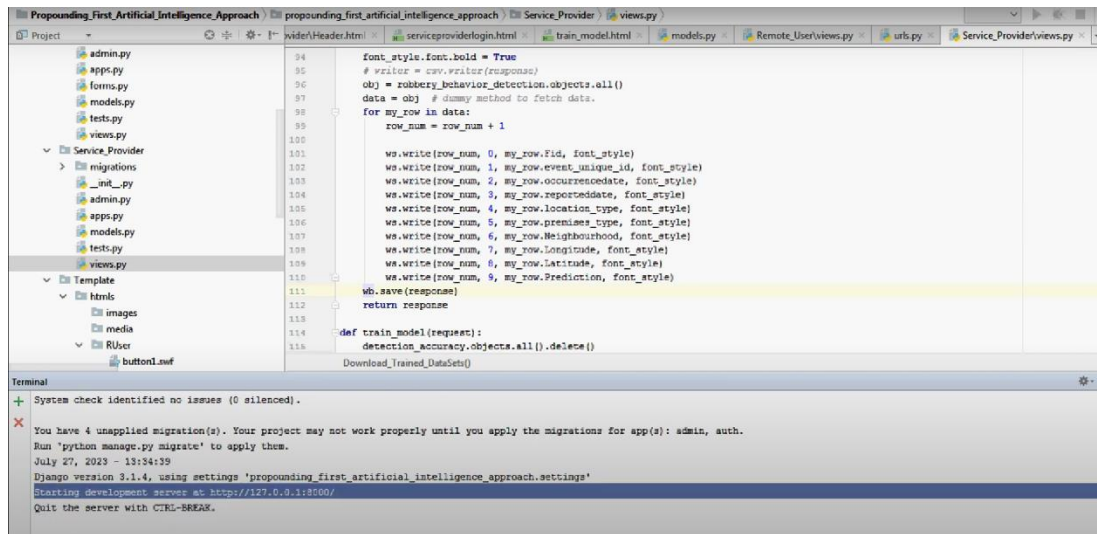 Propounding_First_Artificial_Intelligence_Approach propounding_first_artificial_intelligence_approach Service_Provider views.py
Project vider\Header.html serviceproviderlogin.html train_model.html models.py Remote_User\views.py urls.py Service_Provider\views.py
admin.py
apps.py
forms.py
models.py
tests.py
views.py
Service_Provider
migrations
__init__.py
admin.py
apps.py
models.py
tests.py
views.py
Template
htmls
images
media
RUser
button1.swf
94 font_style.font.bold = True
95 # writer = csv.writer(response)
96 obj = robbery_behavior_detection.objects.all()
97 data = obj # dummy method to fetch data.
98 for my_row in data:
99 row_num = row_num + 1
100
101 ws.write(row_num, 0, my_row.Fid, font_style)
102 ws.write(row_num, 1, my_row.event_unique_id, font_style)
103 ws.write(row_num, 2, my_row.occurrencedate, font_style)
104 ws.write(row_num, 3, my_row.reporteddate, font_style)
105 ws.write(row_num, 4, my_row.location_type, font_style)
106 ws.write(row_num, 5, my_row.premises_type, font_style)
107 ws.write(row_num, 6, my_row.Neighbourhood, font_style)
108 ws.write(row_num, 7, my_row.Longitude, font_style)
109 ws.write(row_num, 8, my_row.Latitude, font_style)
110 ws.write(row_num, 9, my_row.Prediction, font_style)
111 wb.save(response)
112 return response
113
114 def train_model(request):
115 detection_accuracy.objects.all().delete()
Download_Trained_DataSets()
Terminal
System check identified no issues (0 silenced).
You have 4 unapplied migration(s). Your project may not work properly until you apply the migrations for app(s): admin, auth.
Run 'python manage.py migrate' to apply them.
July 27, 2023 - 13:34:39
Django version 3.1.4, using settings 'propounding_first_artificial_intelligence_approach.settings'
Starting development server at http://127.0.0.1:8000/
Quit the server with CTRL-BREAK.